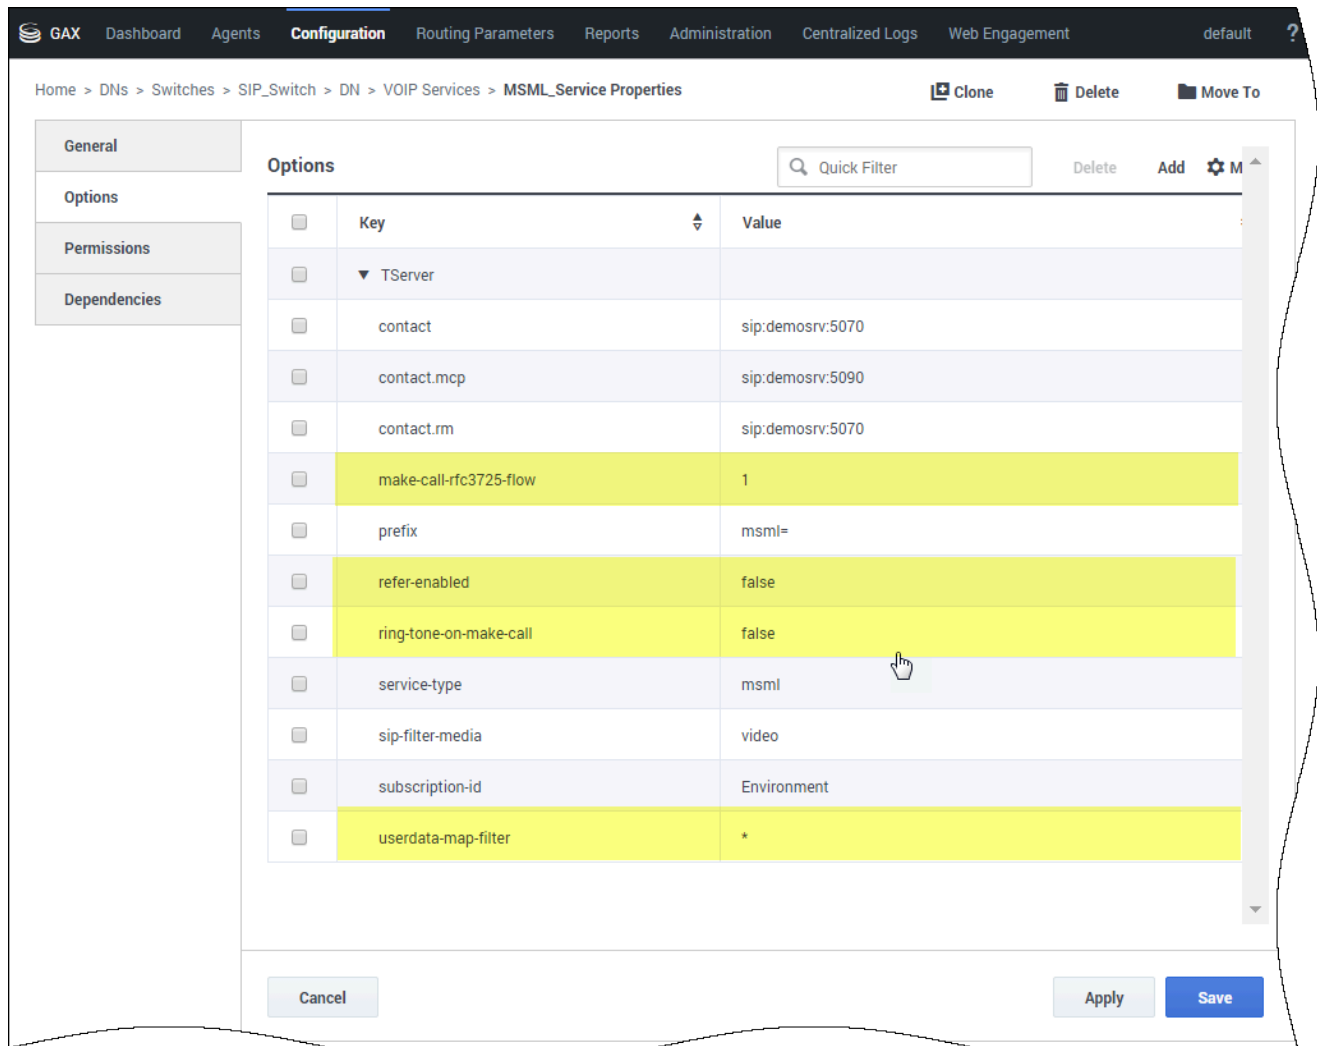 GAX Dashboard Agents Configuration Routing Parameters Reports Administration Centralized Logs Web Engagement default ?
Home > DNs > Switches > SIP_Switch > DN > VOIP Services > MSML_Service Properties Clone Delete Move To
General
Options
Permissions
Dependencies
Options Quick Filter Delete Add M
Key Value
TServer
contact sip:demosrv:5070
contact.mcp sip:demosrv:5090
contact.rm sip:demosrv:5070
make-call-rfc3725-flow 1
prefix msml=
refer-enabled false
ring-tone-on-make-call false
service-type msml
sip-filter-media video
subscription-id Environment
userdata-map-filter *
Cancel Apply Save